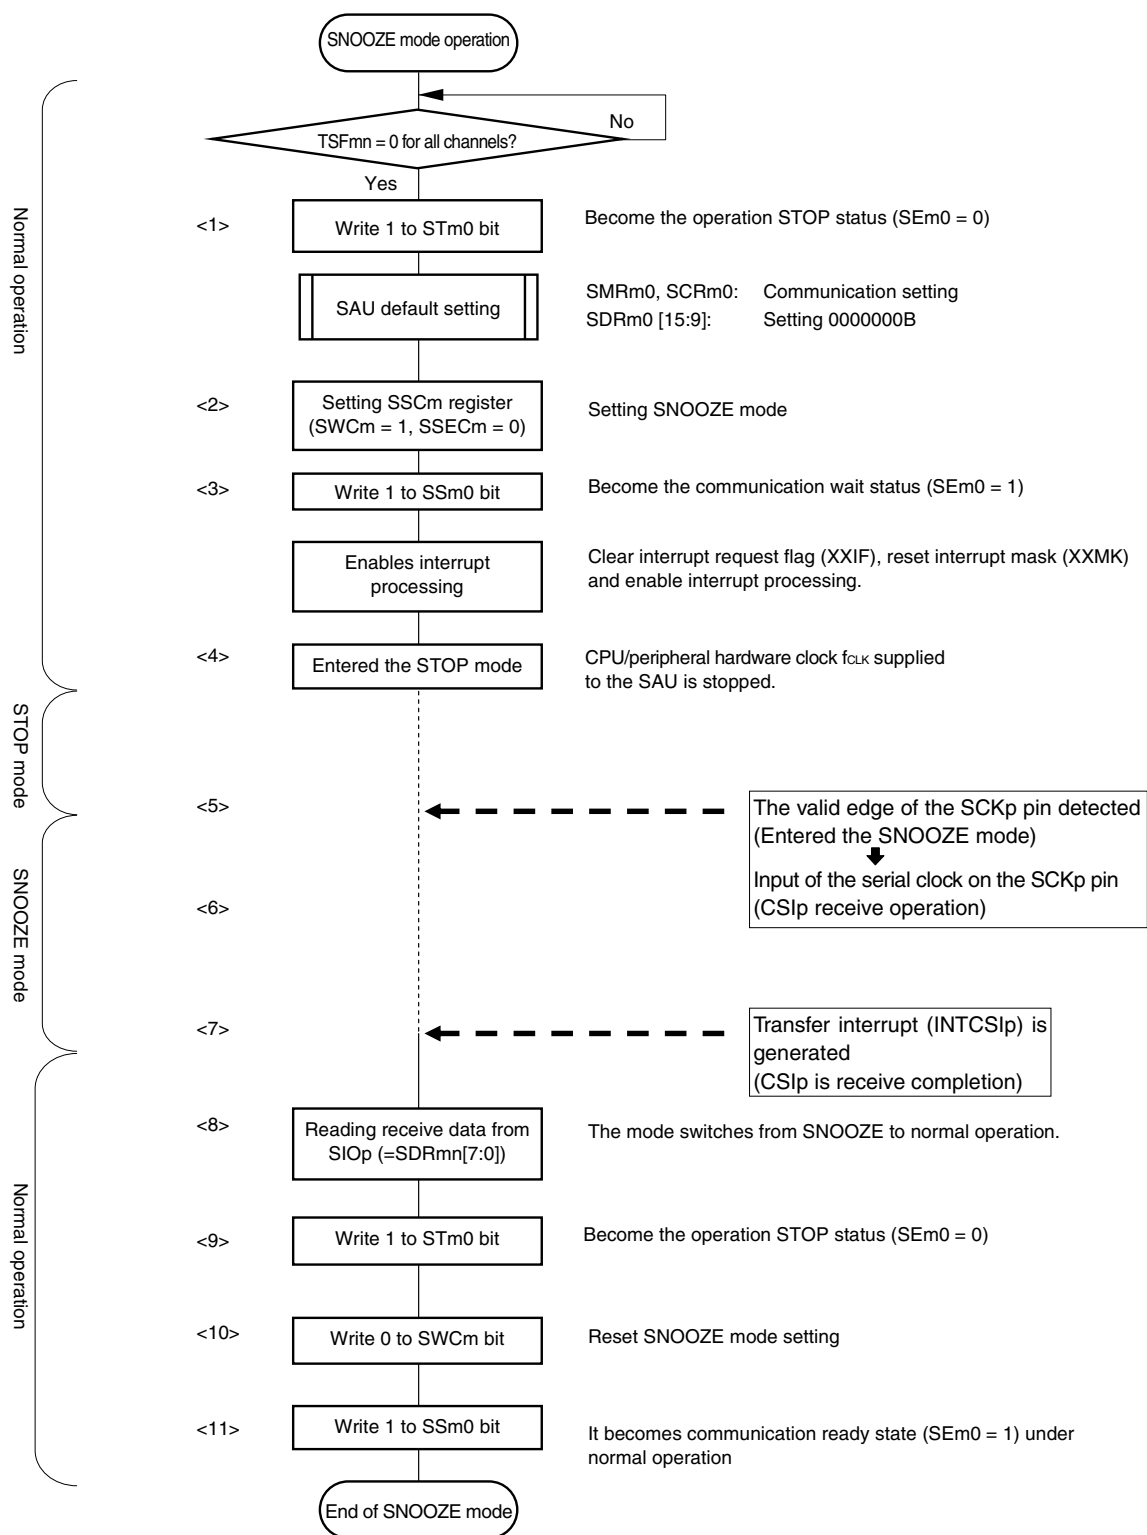 SNOOZE mode operation
No
TSFmn = 0 for all channels?
Yes
Normal operation
<1>
Write 1 to STm0 bit
Become the operation STOP status (SEm0 = 0)
SAU default setting
SMRm0, SCRm0: Communication setting
SDRm0 [15:9]: Setting 0000000B
<2>
Setting SSCm register
(SWCm = 1, SSECm = 0)
Setting SNOOZE mode
<3>
Write 1 to SSm0 bit
Become the communication wait status (SEm0 = 1)
Enables interrupt
processing
Clear interrupt request flag (XXIF), reset interrupt mask (XXMK)
and enable interrupt processing.
<4>
Entered the STOP mode
CPU/peripheral hardware clock fCLK supplied
to the SAU is stopped.
STOP mode
<5>
The valid edge of the SCKp pin detected
(Entered the SNOOZE mode)
Input of the serial clock on the SCKp pin
(CSIp receive operation)
SNOOZE mode
<6>
<7>
Transfer interrupt (INTCSIp) is
generated
(CSIp is receive completion)
Normal operation
<8>
Reading receive data from
SIOp (=SDRmn[7:0])
The mode switches from SNOOZE to normal operation.
<9>
Write 1 to STm0 bit
Become the operation STOP status (SEm0 = 0)
<10>
Write 0 to SWCm bit
Reset SNOOZE mode setting
<11>
Write 1 to SSm0 bit
It becomes communication ready state (SEm0 = 1) under
normal operation
End of SNOOZE mode